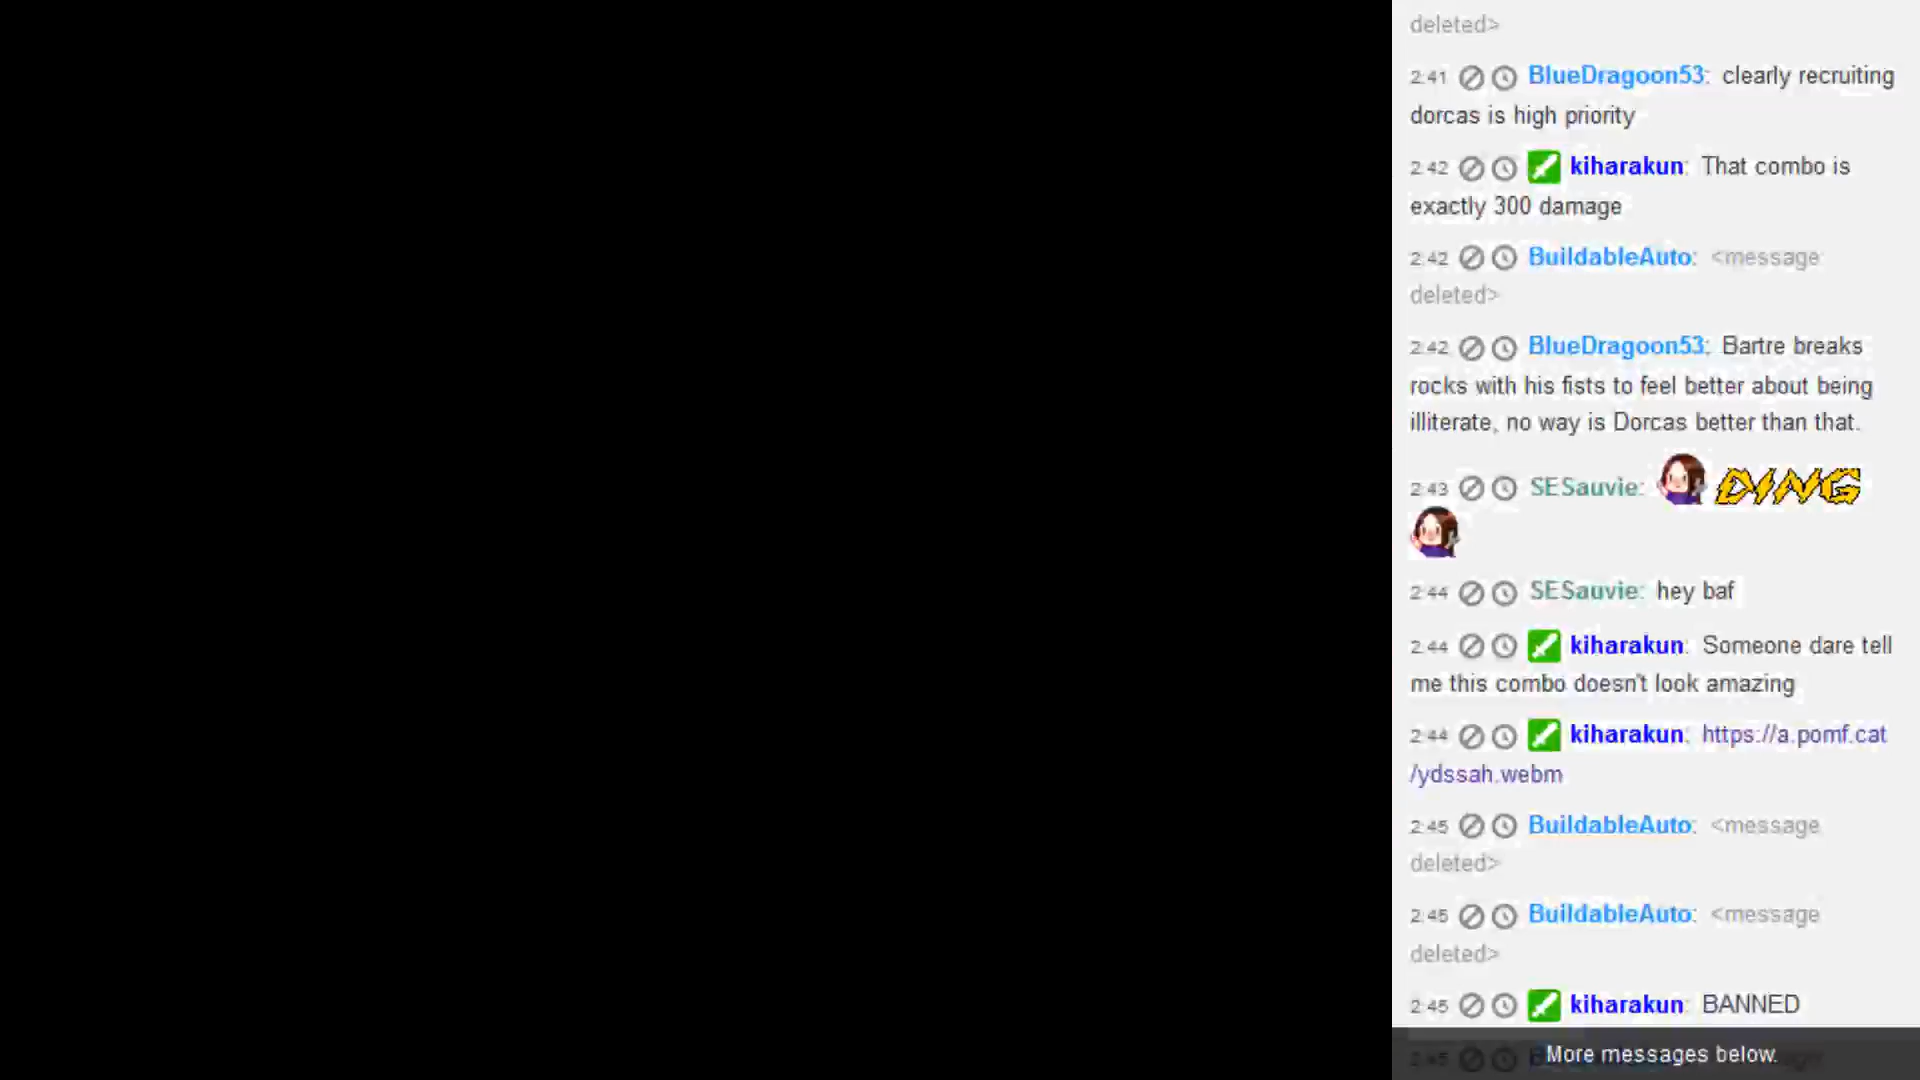 deleted>
2:41 BlueDragoon53: clearly recruiting
dorcas is high priority
2:42 kiharakun: That combo is
exactly 300 damage
2:42 BuildableAuto: <message
deleted>
2:42 BlueDragoon53: Bartre breaks
rocks with his fists to feel better about being
illiterate, no way is Dorcas better than that.
2:43 SESauvie: DING
2:44 SESauvie: hey baf
2:44 kiharakun: Someone dare tell
me this combo doesn't look amazing
2:44 kiharakun: https://a.pomf.cat
/ydssah.webm
2:45 BuildableAuto: <message
deleted>
2:45 BuildableAuto: <message
deleted>
2:45 kiharakun: BANNED
2:45
More messages below.